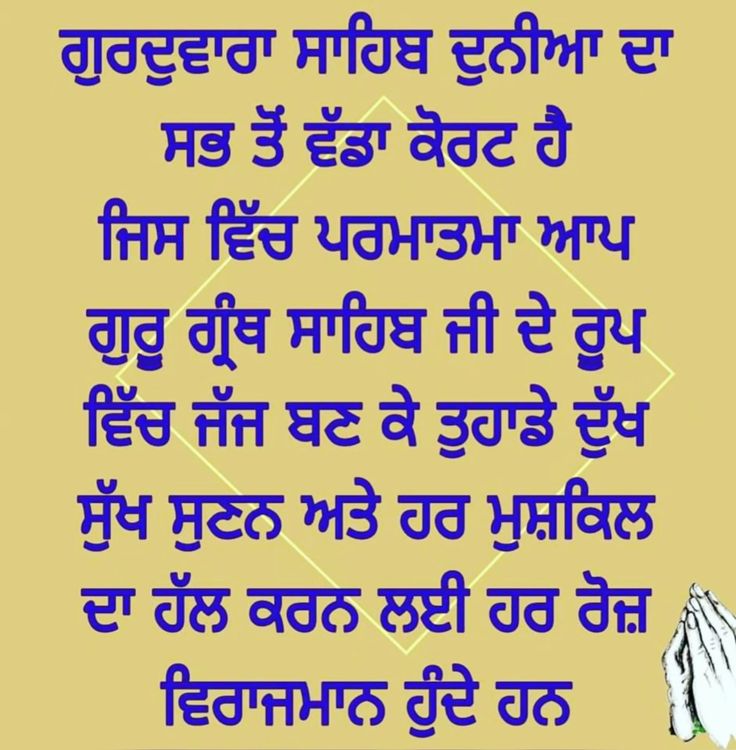 ਗੁਰਦੁਵਾਰਾ ਸਾਹਿਬ ਦੁਨੀਆ ਦਾ
ਸਭ ਤੋਂ ਵੱਡਾ ਕੋਰਟ ਹੈ
ਜਿਸ ਵਿੱਚ ਪਰਮਾਤਮਾ ਆਪ
ਗੁਰੂ ਗ੍ਰੰਥ ਸਾਹਿਬ ਜੀ ਦੇ ਰੂਪ
ਵਿੱਚ ਜੱਜ ਬਣ ਕੇ ਤੁਹਾਡੇ ਦੁੱਖ
ਸੁੱਖ ਸੁਣਨ ਅਤੇ ਹਰ ਮੁਸ਼ਕਿਲ
ਦਾ ਹੱਲ ਕਰਨ ਲਈ ਹਰ ਰੋਜ਼
ਵਿਰਾਜਮਾਨ ਹੁੰਦੇ ਹਨ